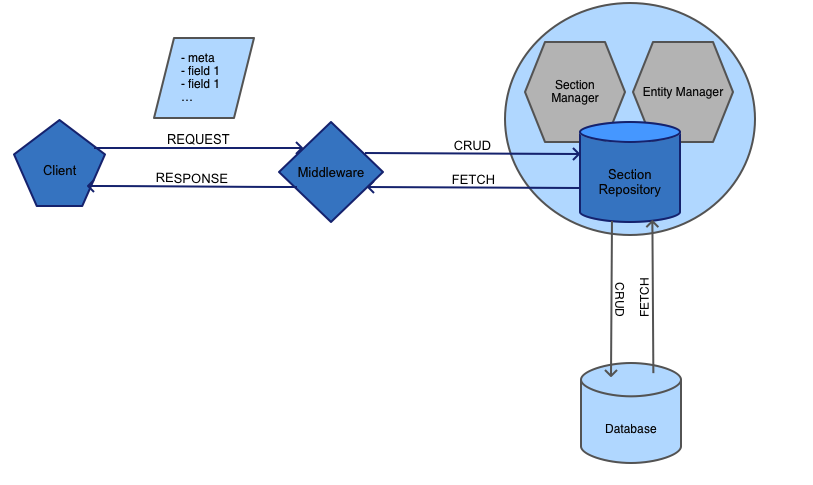 - meta
- field 1
- field 1
...
Section
Manager
Entity Manager
REQUEST
CRUD
Client
Middleware
Section
Repository
RESPONSE
FETCH
CRUD
FETCH
Database